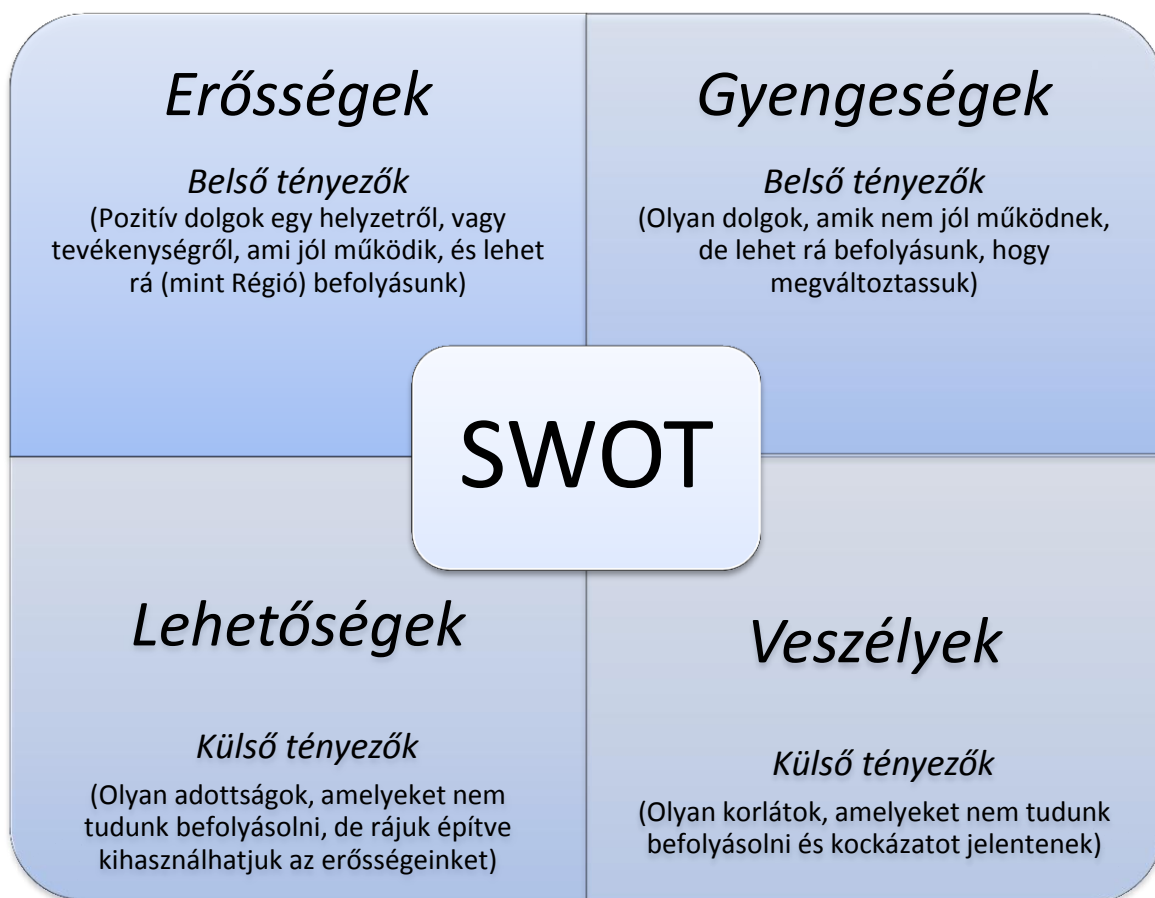 Erősségek
Belső tényezők
(Pozitív dolgok egy helyzetről, vagy
tevékenységről, ami jól működik, és lehet
rá (mint Régió) befolyásunk)
Gyengeségek
Belső tényezők
(Olyan dolgok, amik nem jól működnek,
de lehet rá befolyásunk, hogy
megváltoztassuk)
SWOT
Lehetőségek
Külső tényezők
(Olyan adottságok, amelyeket nem
tudunk befolyásolni, de rájuk építve
kihasználhatjuk az erősségeinket)
Veszélyek
Külső tényezők
(Olyan korlátok, amelyeket nem tudunk
befolyásolni és kockázatot jelentenek)